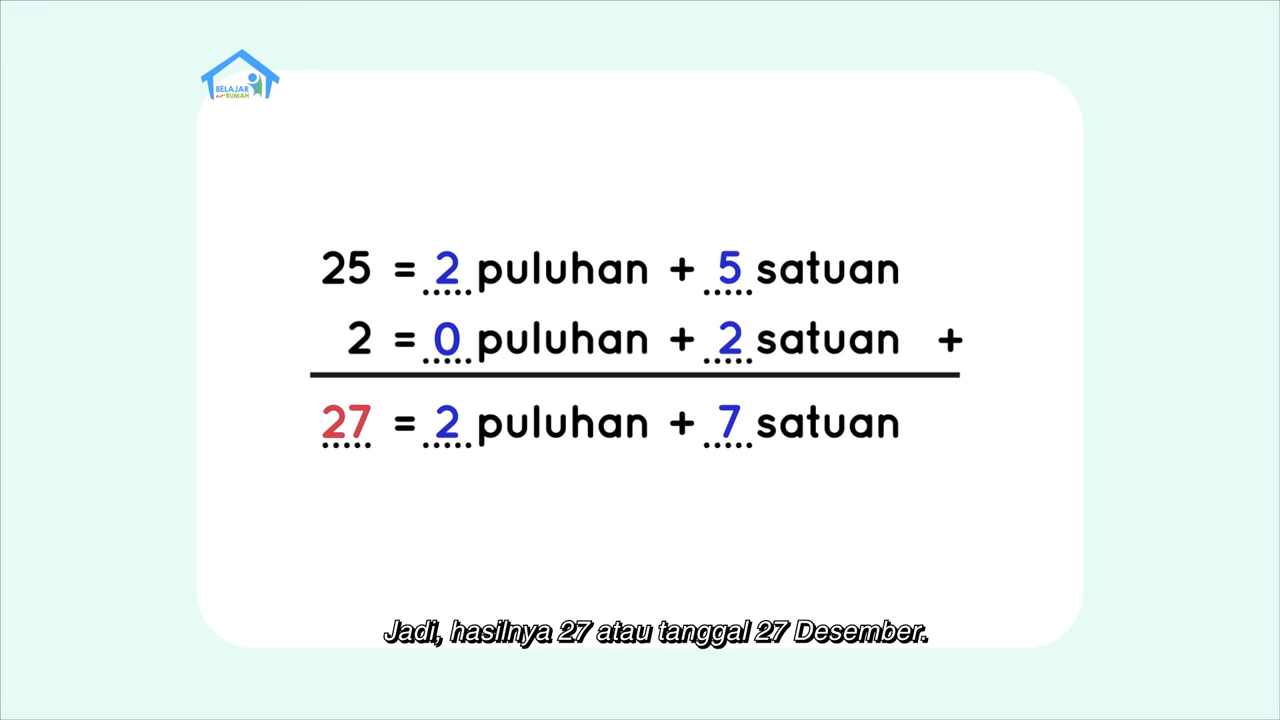 BELAJAR
dari RUMAH
25 = 2 puluhan + 5 satuan
2 = 0 puluhan + 2 satuan +
27 = 2 puluhan + 7 satuan
Jadi, hasilnya 27 atau tanggal 27 Desember.